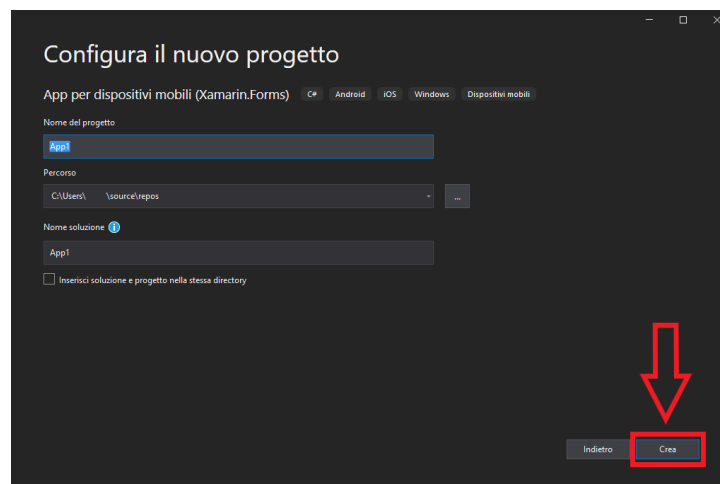 Configura il nuovo progetto
App per dispositivi mobili (Xamarin.Forms) C# Android iOS Windows Dispositivi mobili
Nome del progetto
App1
Percorso
C:\Users\ \source\repos
...
Nome soluzione
App1
Inserisci soluzione e progetto nella stessa directory
Indietro Crea